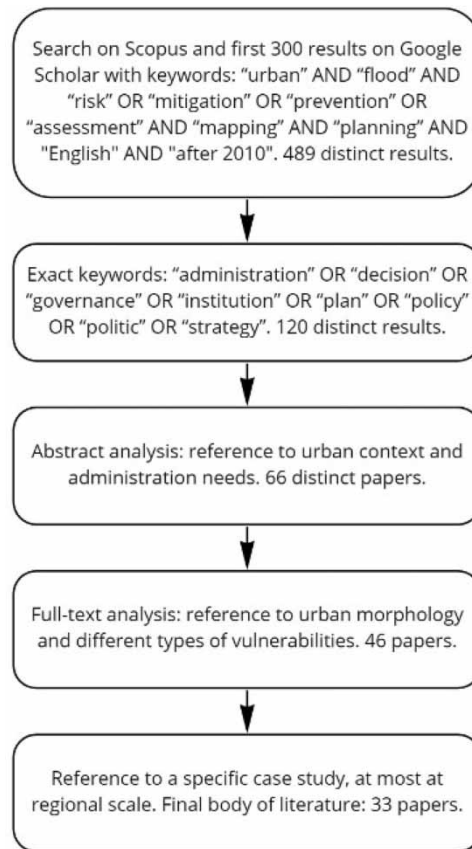 Search on Scopus and first 300 results on Google
Scholar with keywords: “urban” AND “flood” AND
“risk” OR “mitigation” OR “prevention” OR
“assessment” AND “mapping” AND “planning” AND
"English" AND "after 2010". 489 distinct results.
Exact keywords: “administration” OR “decision” OR
“governance” OR “institution” OR “plan” OR “policy”
OR “politic” OR “strategy”. 120 distinct results.
Abstract analysis: reference to urban context and
administration needs. 66 distinct papers.
Full-text analysis: reference to urban morphology
and different types of vulnerabilities. 46 papers.
Reference to a specific case study, at most at
regional scale. Final body of literature: 33 papers.